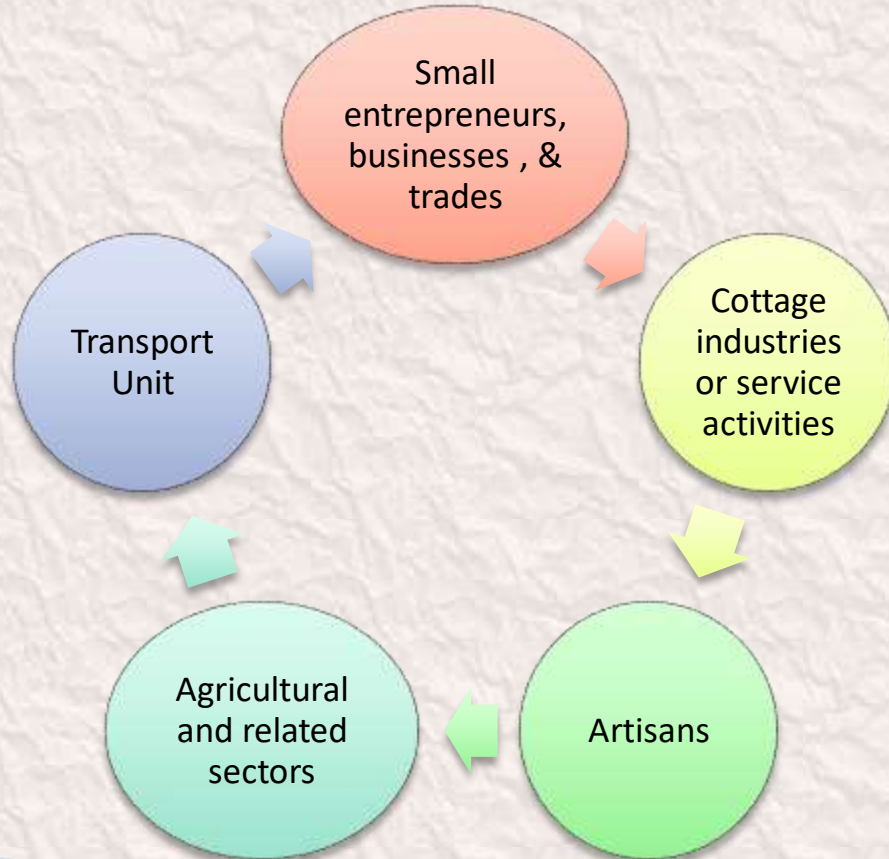 Small
entrepreneurs,
businesses , &
trades
Cottage
industries
or service
activities
Artisans
Agricultural
and related
sectors
Transport
Unit